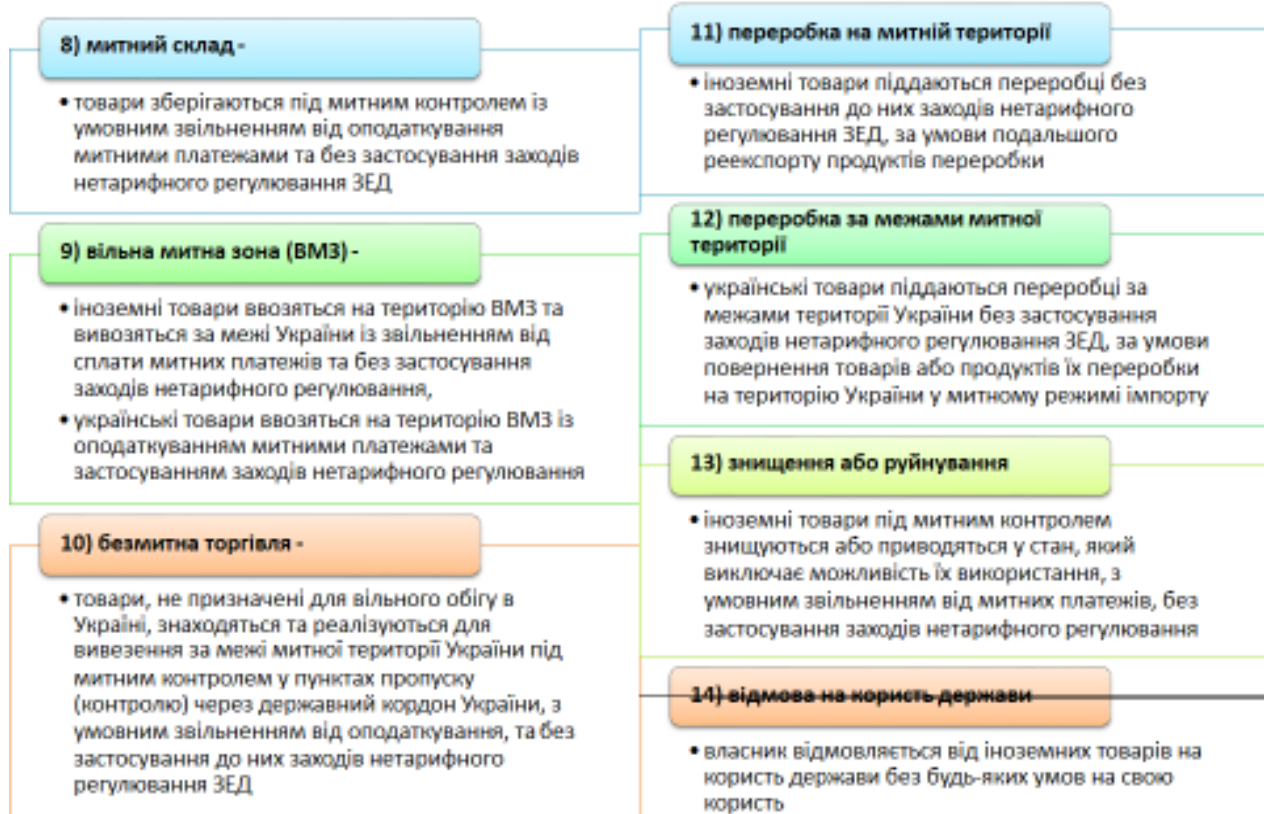 8) митний склад -
• товари зберігаються під митним контролем із
умовним звільненням від оподаткування
митними платежами та без застосування заходів
нетарифного регулювання ЗЕД
9) вільна митна зона (ВМЗ) -
• іноземні товари ввозяться на територію ВМЗ та
вивозяться за межі України із звільненням від
сплати митних платежів та без застосування
заходів нетарифного регулювання,
• українські товари ввозяться на територію ВМЗ із
оподаткуванням митними платежами та
застосуванням заходів нетарифного регулювання
10) безмитна торгівля -
• товари, не призначені для вільного обігу в
Україні, знаходяться та реалізуються для
вивезення за межі митної території України під
митним контролем у пунктах пропуску
(контролю) через державний кордон України, з
умовним звільненням від оподаткування, та без
застосування до них заходів нетарифного
регулювання ЗЕД
11) переробка на митній території
• іноземні товари піддаються переробці без
застосування до них заходів нетарифного
регулювання ЗЕД, за умови подальшого
реекспорту продуктів переробки
12) переробка за межами митної
території
• українські товари піддаються переробці за
межами території України без застосування
заходів нетарифного регулювання ЗЕД, за умови
повернення товарів або продуктів їх переробки
на територію України у митному режимі імпорту
13) знищення або руйнування
• іноземні товари під митним контролем
знищуються або приводяться у стан, який
виключає можливість їх використання, з
умовним звільненням від митних платежів, без
застосування заходів нетарифного регулювання
14) відмова на користь держави
• власник відмовляється від іноземних товарів на
користь держави без будь-яких умов на свою
користь